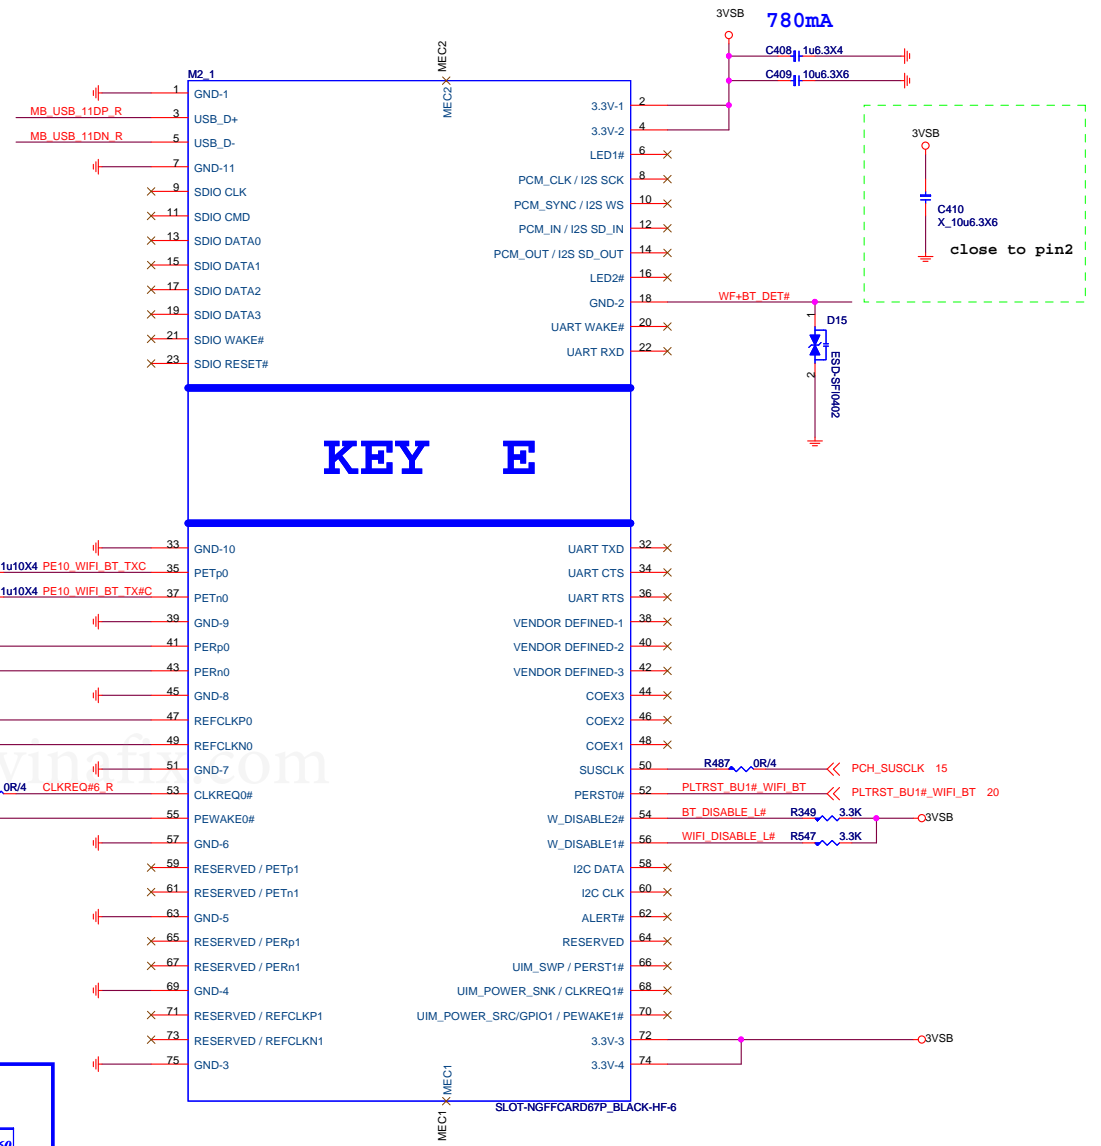 3VSB
780mA
C408 1u6.3X4
C409 10u6.3X6
3VSB
C410
X_10u6.3X6
close to pin2
M2_1
MEC2
MEC2
1 GND-1
MB_USB_11DP_R 3 USB_D+
MB_USB_11DN_R 5 USB_D-
7 GND-11
9 SDIO CLK
11 SDIO CMD
13 SDIO DATA0
15 SDIO DATA1
17 SDIO DATA2
19 SDIO DATA3
21 SDIO WAKE#
23 SDIO RESET#
3.3V-1 2
3.3V-2 4
LED1# 6
PCM_CLK / I2S SCK 8
PCM_SYNC / I2S WS 10
PCM_IN / I2S SD_IN 12
PCM_OUT / I2S SD_OUT 14
LED2# 16
GND-2 18 WF+BT_DET#
UART WAKE# 20
UART RXD 22
1
D15
ESD-SFI0402
2
KEY E
33 GND-10
1u10X4 PE10_WIFI_BT_TXC 35 PETp0
1u10X4 PE10_WIFI_BT_TX#C 37 PETn0
39 GND-9
41 PERp0
43 PERn0
45 GND-8
47 REFCLKP0
49 REFCLKN0
51 GND-7
0R/4 CLKREQ#6_R 53 CLKREQ0#
55 PEWAKE0#
57 GND-6
59 RESERVED / PETp1
61 RESERVED / PETn1
63 GND-5
65 RESERVED / PERp1
67 RESERVED / PERn1
69 GND-4
71 RESERVED / REFCLKP1
73 RESERVED / REFCLKN1
75 GND-3
UART TXD 32
UART CTS 34
UART RTS 36
VENDOR DEFINED-1 38
VENDOR DEFINED-2 40
VENDOR DEFINED-3 42
COEX3 44
COEX2 46
COEX1 48
SUSCLK 50 R487 0R/4 PCH_SUSCLK 15
PERST0# 52 PLTRST_BU1#_WIFI_BT PLTRST_BU1#_WIFI_BT 20
W_DISABLE2# 54 BT_DISABLE_L# R349 3.3K 3VSB
W_DISABLE1# 56 WIFI_DISABLE_L# R547 3.3K
I2C DATA 58
I2C CLK 60
ALERT# 62
RESERVED 64
UIM_SWP / PERST1# 66
UIM_POWER_SNK / CLKREQ1# 68
UIM_POWER_SRC/GPIO1 / PEWAKE1# 70
3.3V-3 72 3VSB
3.3V-4 74
MEC1
MEC1
SLOT-NGFFCARD67P_BLACK-HF-6
vinafix.com